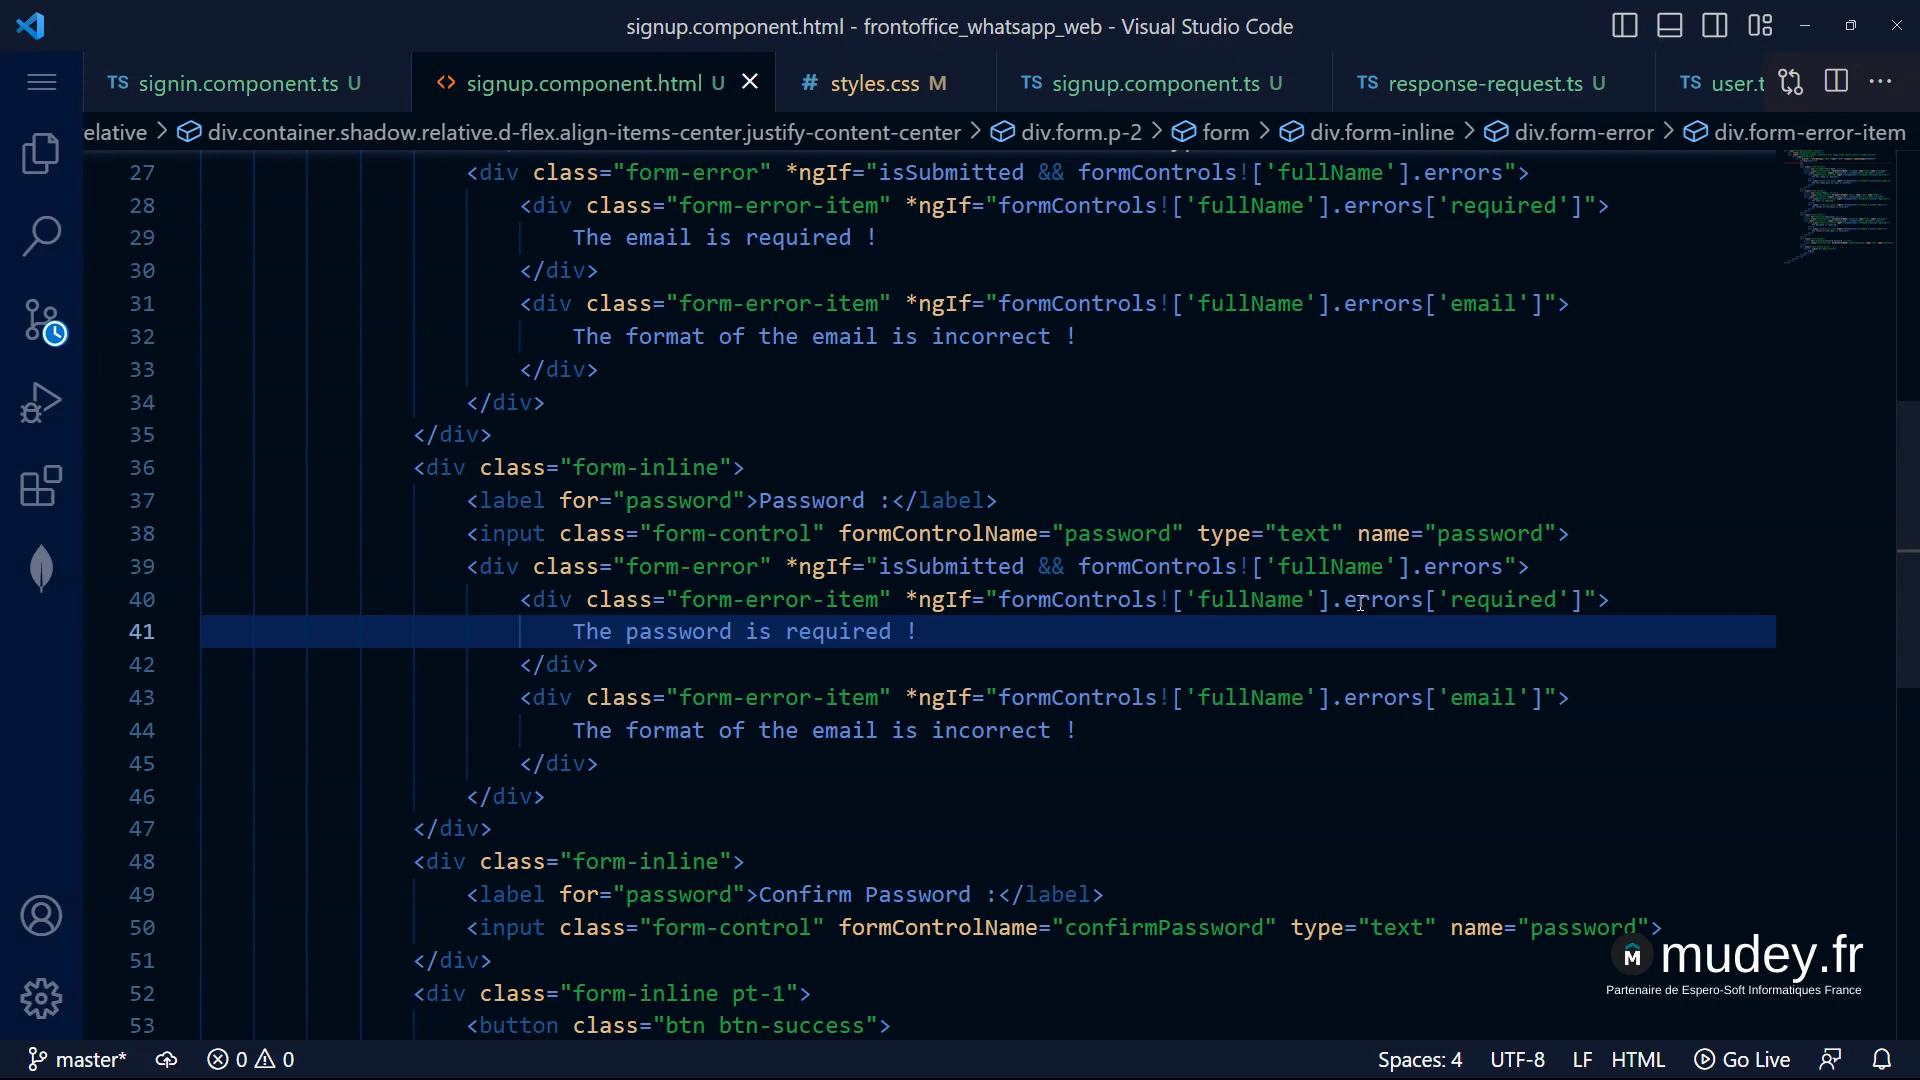 signup.component.html - frontoffice_whatsapp_web - Visual Studio Code
TS signin.component.ts U <> signup.component.html U # styles.css M TS signup.component.ts U TS response-request.ts U TS user.t
elative > div.container.shadow.relative.d-flex.align-items-center.justify-content-center > div.form.p-2 > form > div.form-inline > div.form-error > div.form-error-item
27 <div class="form-error" *ngIf="isSubmitted && formControls!['fullName'].errors">
28 <div class="form-error-item" *ngIf="formControls!['fullName'].errors['required']">
29 The email is required !
30 </div>
31 <div class="form-error-item" *ngIf="formControls!['fullName'].errors['email']">
32 The format of the email is incorrect !
33 </div>
34 </div>
35 </div>
36 <div class="form-inline">
37 <label for="password">Password :</label>
38 <input class="form-control" formControlName="password" type="text" name="password">
39 <div class="form-error" *ngIf="isSubmitted && formControls!['fullName'].errors">
40 <div class="form-error-item" *ngIf="formControls!['fullName'].errors['required']">
41 The password is required !
42 </div>
43 <div class="form-error-item" *ngIf="formControls!['fullName'].errors['email']">
44 The format of the email is incorrect !
45 </div>
46 </div>
47 </div>
48 <div class="form-inline">
49 <label for="password">Confirm Password :</label>
50 <input class="form-control" formControlName="confirmPassword" type="text" name="password">
51 </div>
52 <div class="form-inline pt-1">
53 <button class="btn btn-success">
M mudey.fr
Partenaire de Espero-Soft Informatiques France
master* 0 0 Spaces: 4 UTF-8 LF HTML Go Live